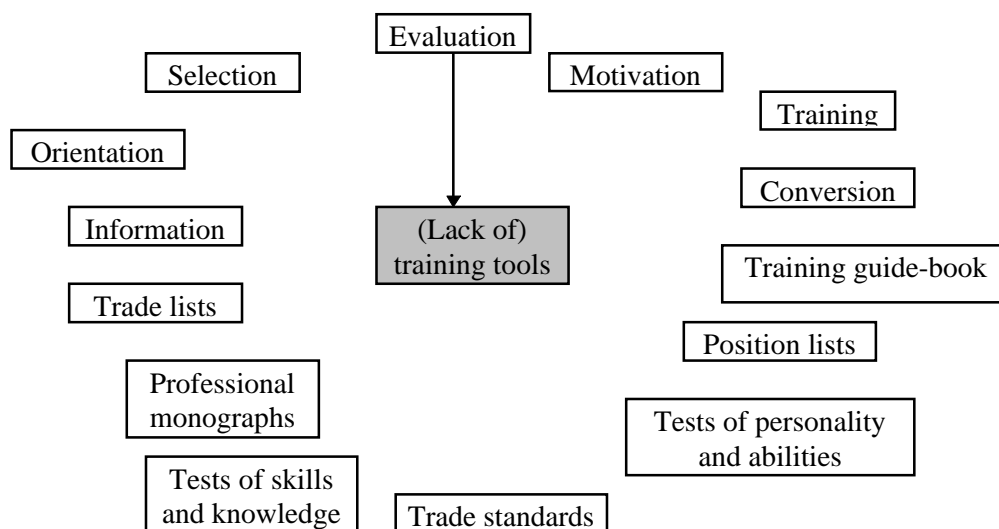 Evaluation
Selection
Motivation
Training
Orientation
Conversion
Information
(Lack of)
training tools
Training guide-book
Trade lists
Position lists
Professional
monographs
Tests of personality
and abilities
Tests of skills
and knowledge
Trade standards